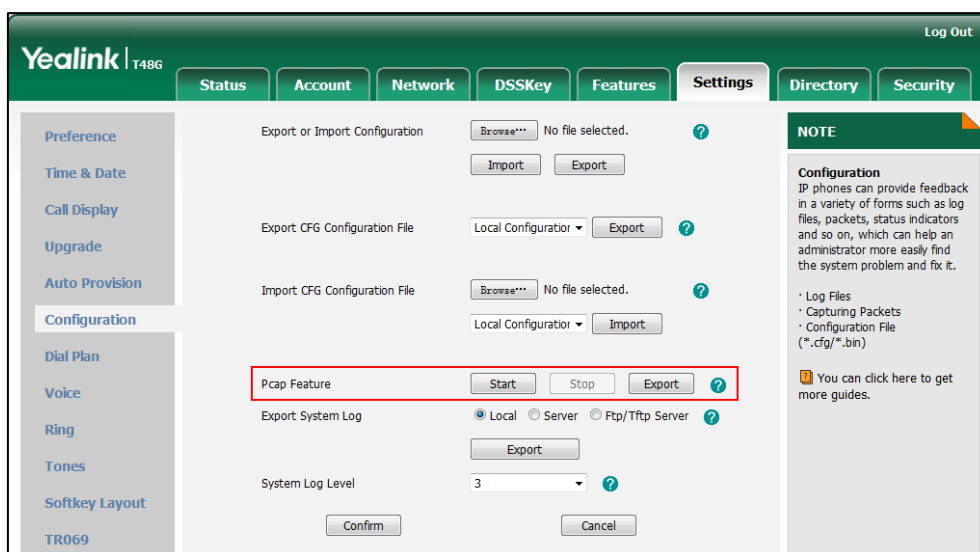 Log Out
Yealink | T48G
Status Account Network DSSKey Features Settings Directory Security
Preference
Time & Date
Call Display
Upgrade
Auto Provision
Configuration
Dial Plan
Voice
Ring
Tones
Softkey Layout
TR069
Export or Import Configuration Browse... No file selected. ?
Import Export
Export CFG Configuration File Local Configuration Export ?
Import CFG Configuration File Browse... No file selected. ?
Local Configuration Import
Pcap Feature Start Stop Export ?
Export System Log Local Server Ftp/Tftp Server ?
Export
System Log Level 3 ?
Confirm Cancel
NOTE
Configuration
IP phones can provide feedback
in a variety of forms such as log
files, packets, status indicators
and so on, which can help an
administrator more easily find
the system problem and fix it.
· Log Files
· Capturing Packets
· Configuration File
(*.cfg/*.bin)
? You can click here to get
more guides.